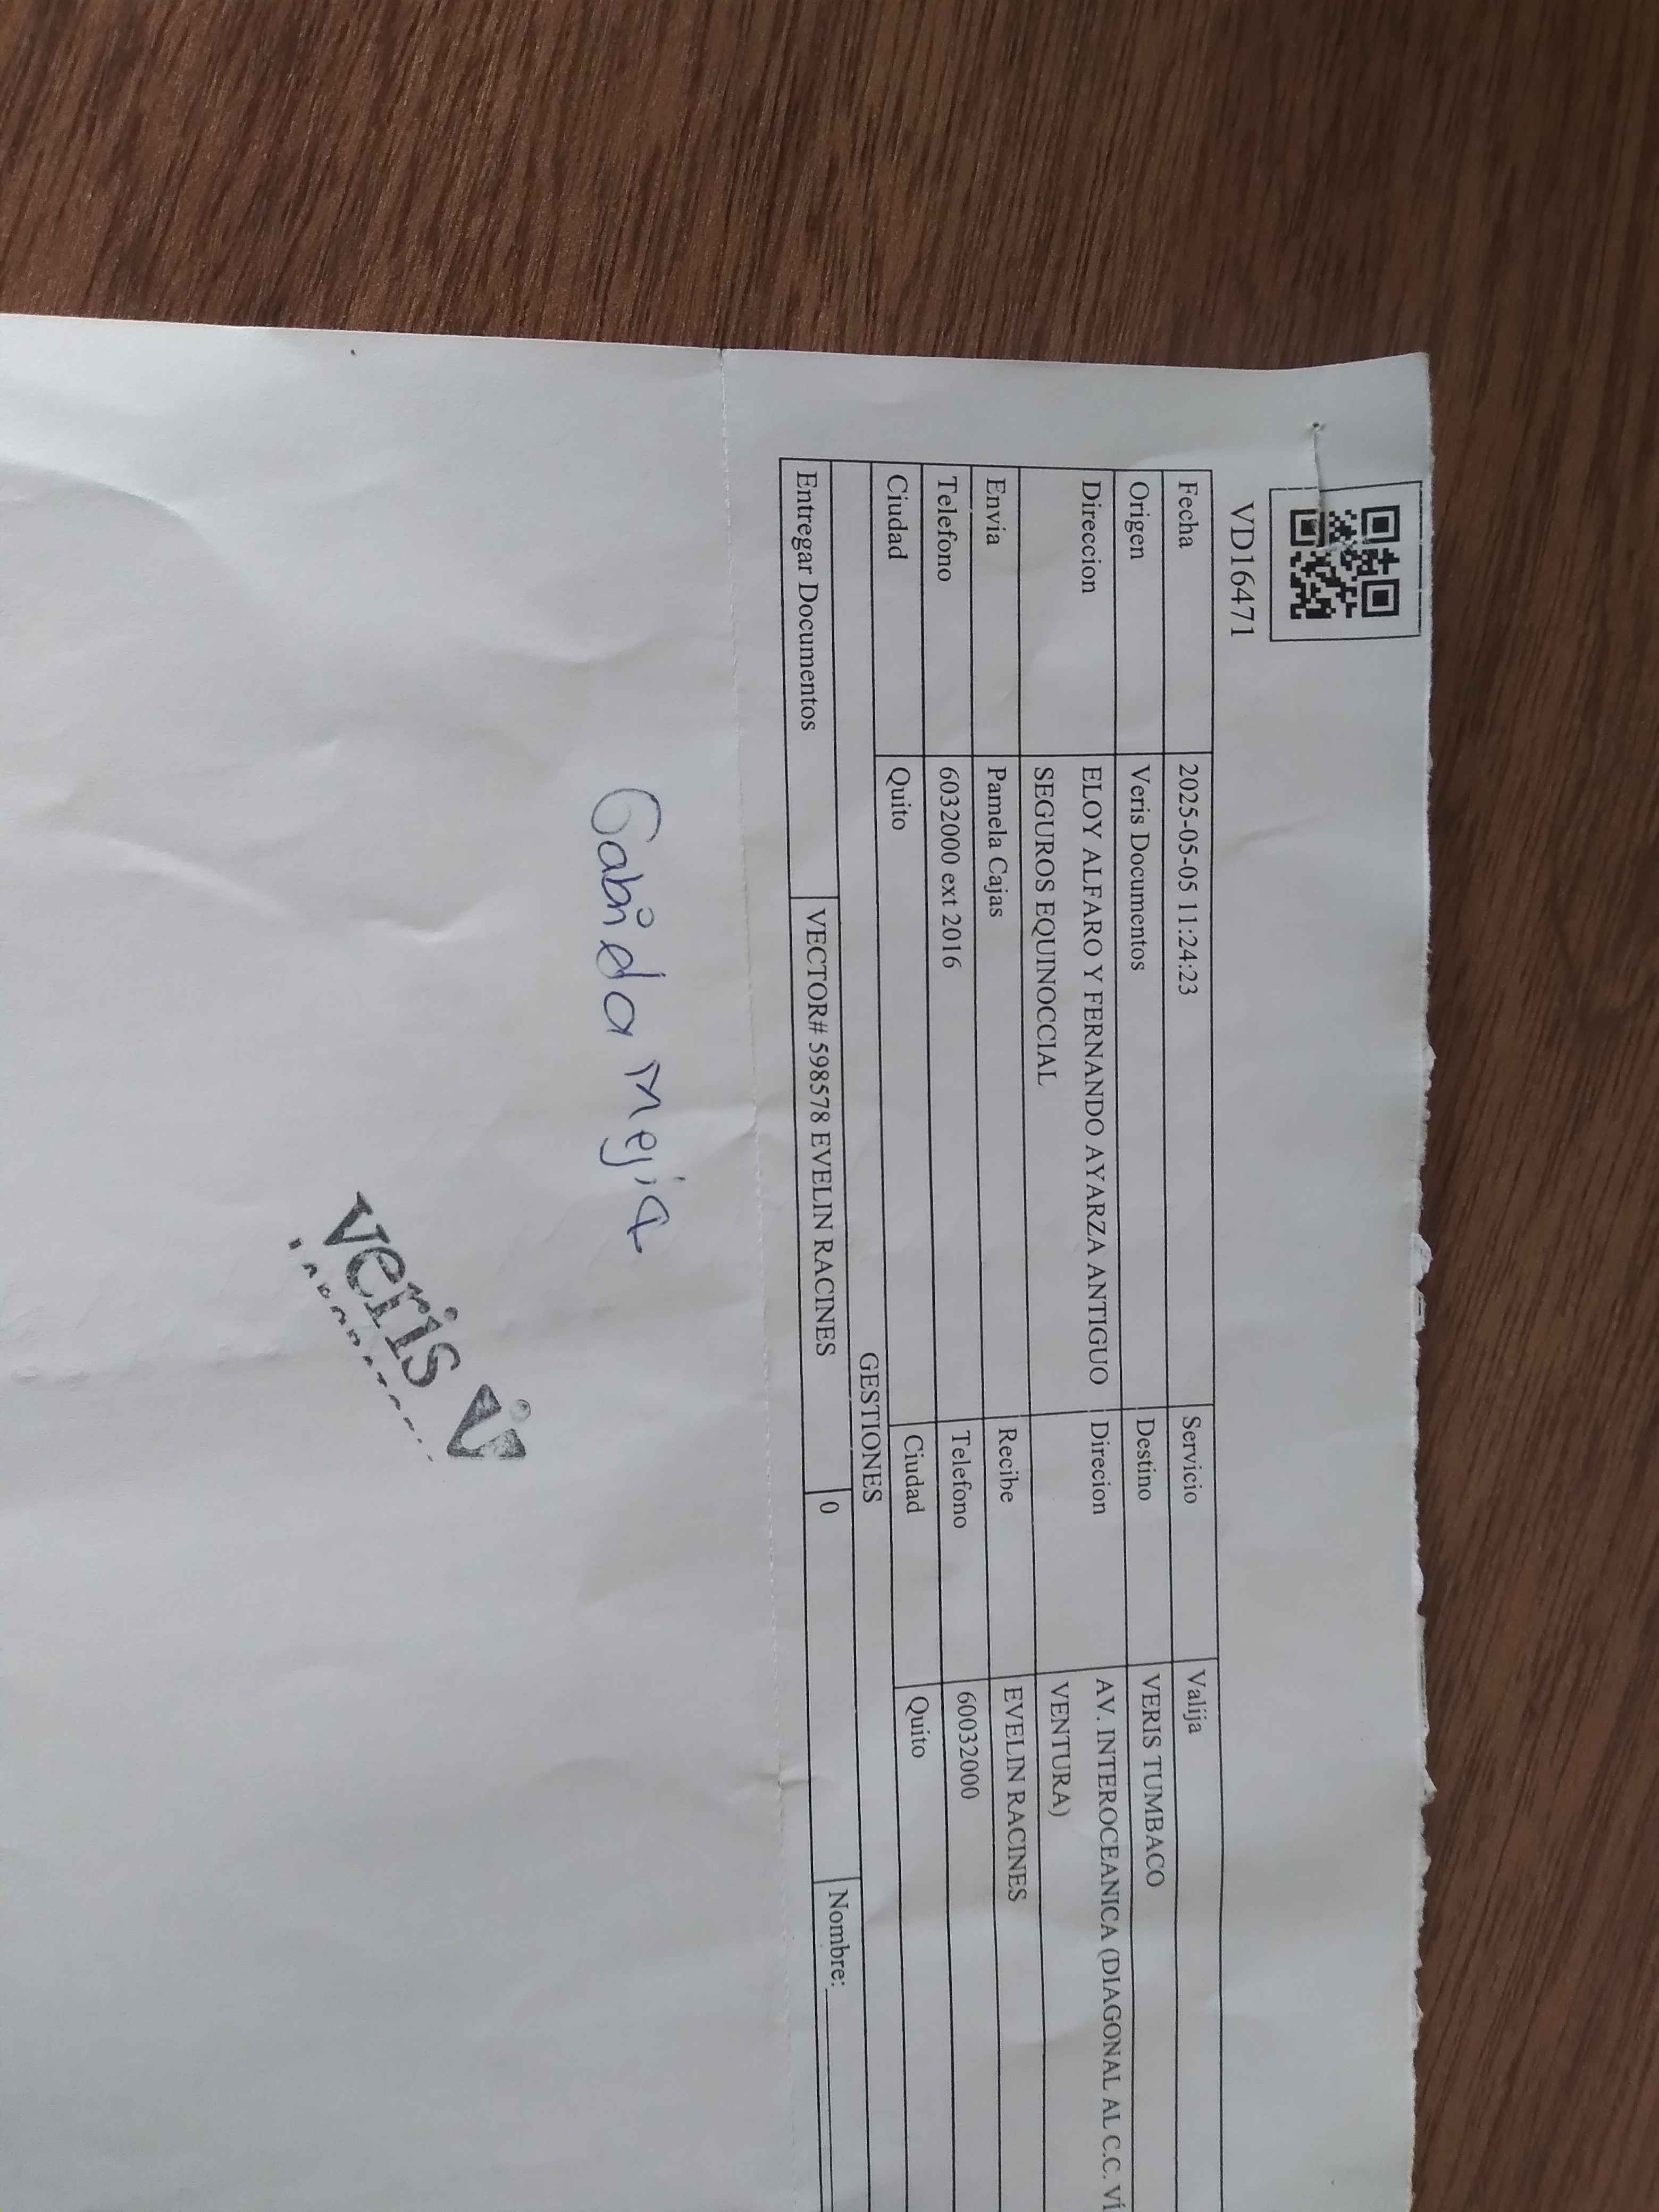 VD16471
Fecha 2025-05-05 11:24:23 Servicio Valija
Origen Veris Documentos Destino VERIS TUMBACO
Direccion ELOY ALFARO Y FERNANDO AYARZA ANTIGUO Direcion AV. INTEROCEANICA (DIAGONAL AL C.C. VÍ
SEGUROS EQUINOCCIAL VENTURA)
Envia Pamela Cajas Recibe EVELIN RACINES
Telefono 6032000 ext 2016 Telefono 60032000
Ciudad Quito Ciudad Quito
GESTIONES
Entregar Documentos VECTOR# 598578 EVELIN RACINES 0 Nombre:
mejia
veris